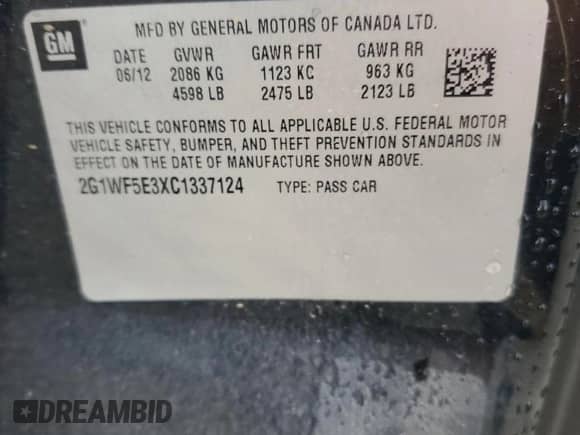 GM
MFD BY GENERAL MOTORS OF CANADA LTD.
DATE GVWR GAWR FRT GAWR RR
06/12 2086 KG 1123 KC 963 KG
4598 LB 2475 LB 2123 LB
THIS VEHICLE CONFORMS TO ALL APPLICABLE U.S. FEDERAL MOTOR
VEHICLE SAFETY, BUMPER, AND THEFT PREVENTION STANDARDS IN
EFFECT ON THE DATE OF MANUFACTURE SHOWN ABOVE.
2G1WF5E3XC1337124 TYPE: PASS CAR
DREAMBID